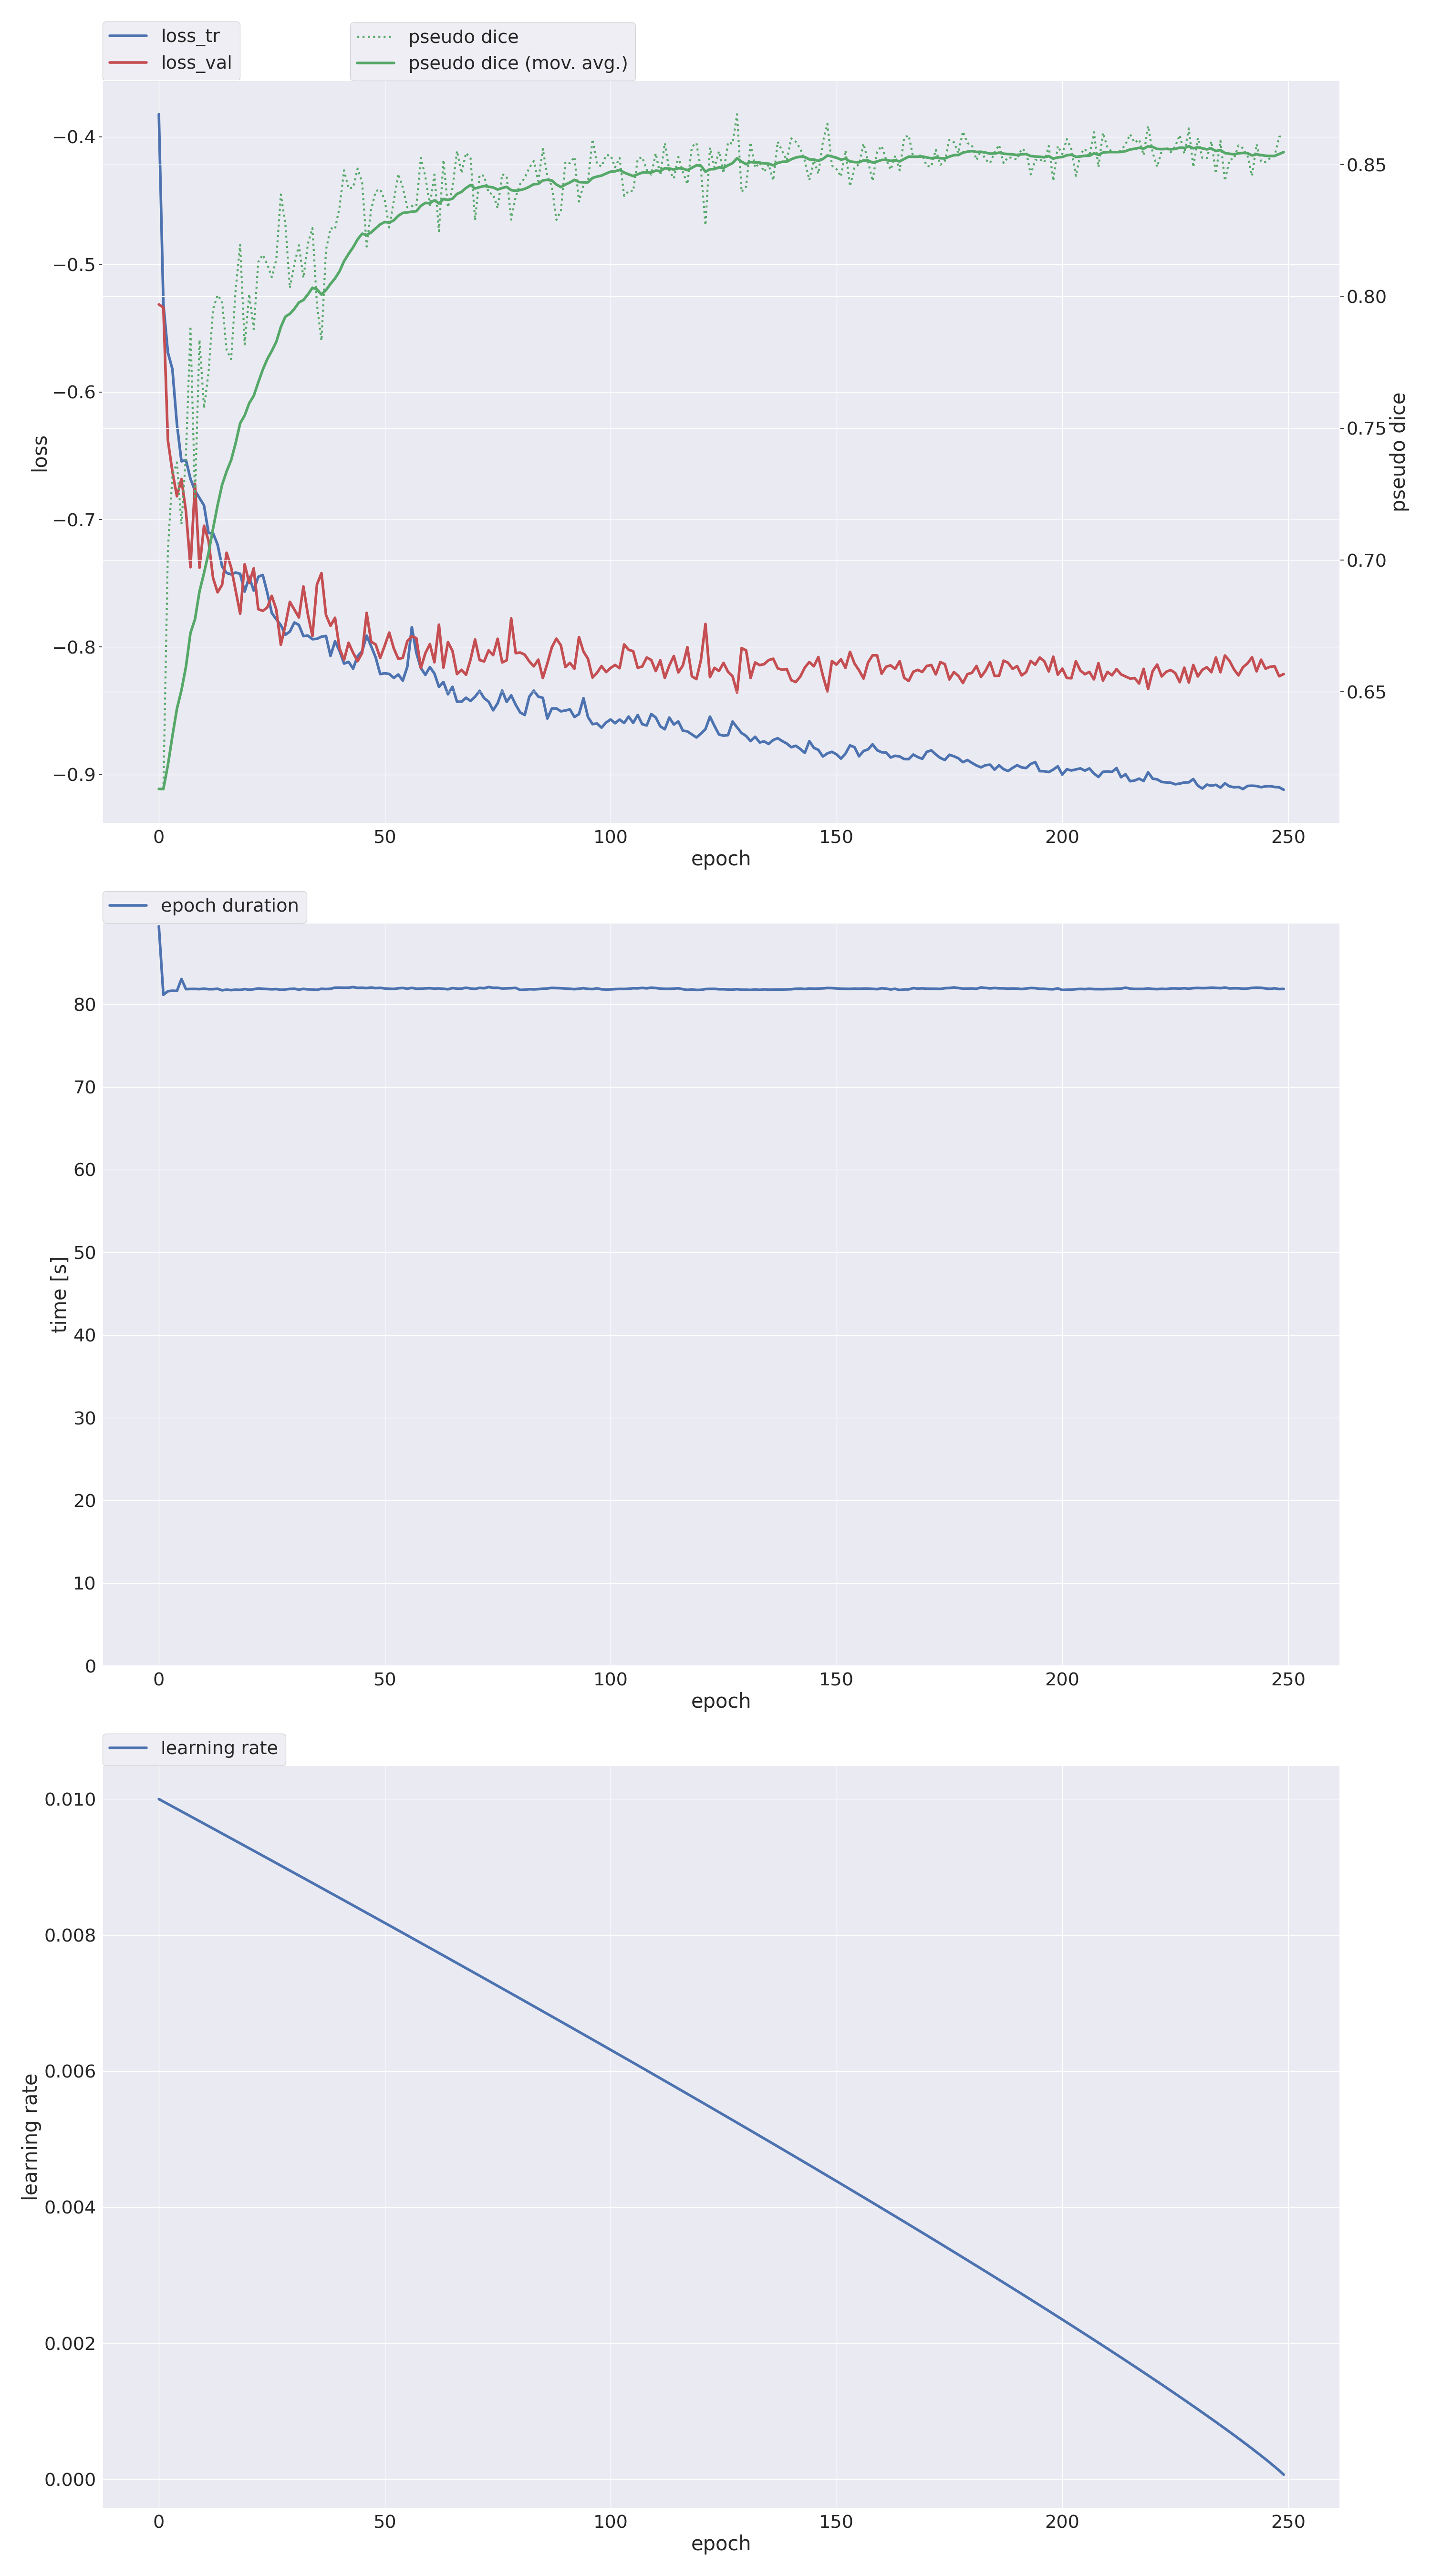 loss_tr
loss_val
pseudo dice
pseudo dice (mov. avg.)
−0.4
−0.5
−0.6
−0.7
−0.8
−0.9
loss
0.85
0.80
0.75
0.70
0.65
pseudo dice
0 50 100 150 200 250
epoch
epoch duration
80
70
60
50
40
30
20
10
0
time [s]
0 50 100 150 200 250
epoch
learning rate
0.010
0.008
0.006
0.004
0.002
0.000
learning rate
0 50 100 150 200 250
epoch